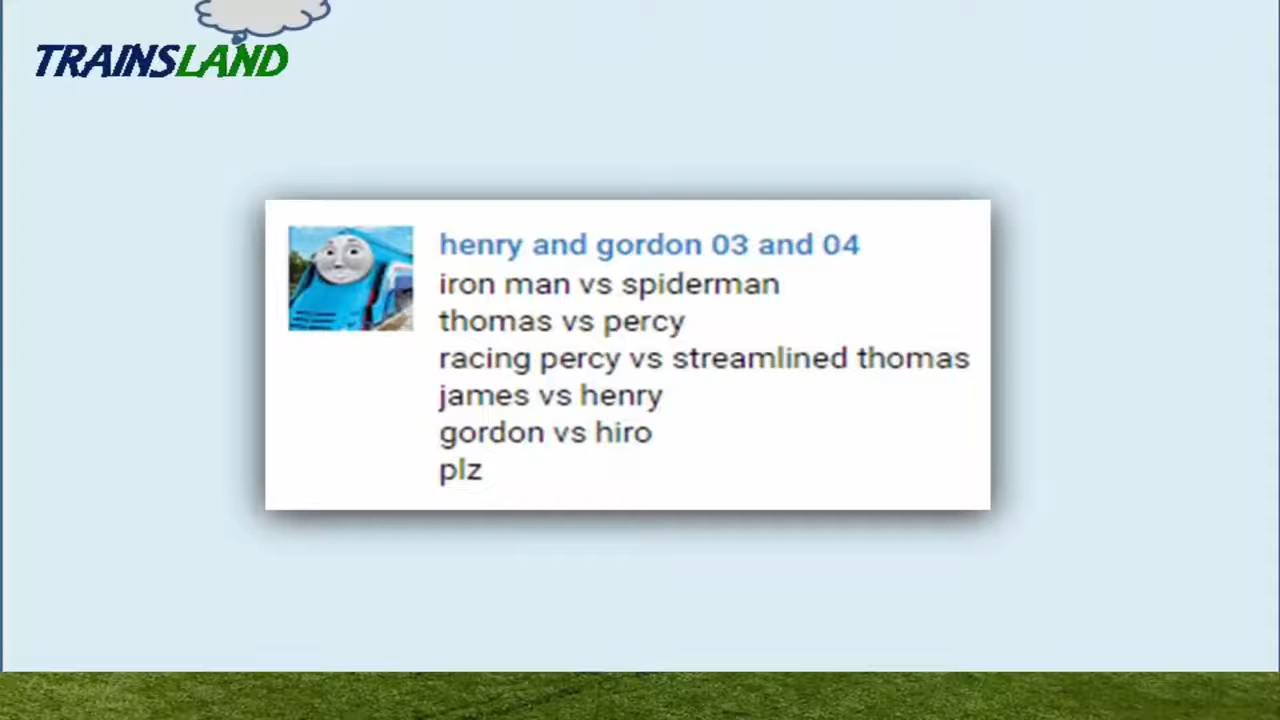 TRAINSLAND
henry and gordon 03 and 04
iron man vs spiderman
thomas vs percy
racing percy vs streamlined thomas
james vs henry
gordon vs hiro
plz